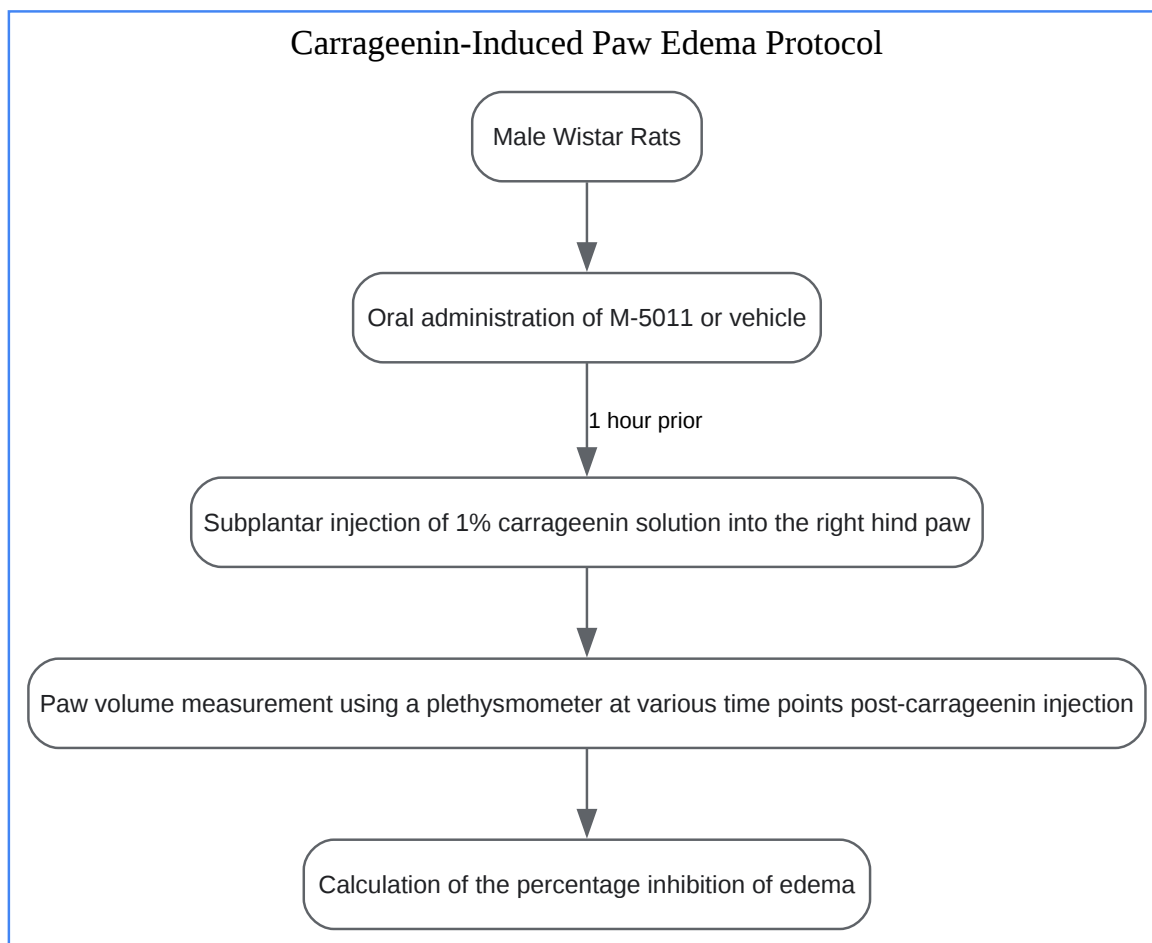 Carrageenin-Induced Paw Edema Protocol
Male Wistar Rats
Oral administration of M-5011 or vehicle
1 hour prior
Subplantar injection of 1% carrageenin solution into the right hind paw
Paw volume measurement using a plethysmometer at various time points post-carrageenin injection
Calculation of the percentage inhibition of edema